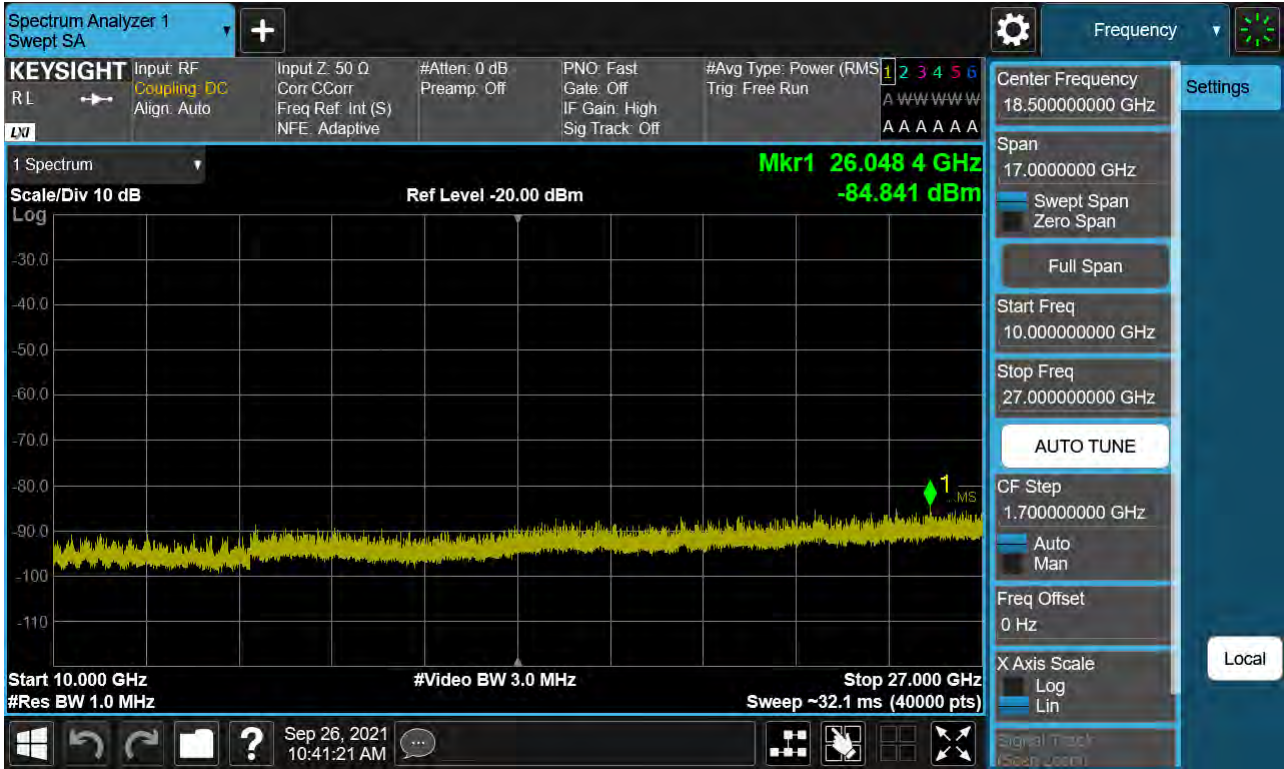 Spectrum Analyzer 1
Swept SA
+
Frequency
KEYSIGHT
R L
LXI
Input: RF
Coupling: DC
Align: Auto
Input Z: 50 Ω
Corr CCorr
Freq Ref: Int (S)
NFE: Adaptive
#Atten: 0 dB
Preamp: Off
PNO: Fast
Gate: Off
IF Gain: High
Sig Track: Off
#Avg Type: Power (RMS
Trig: Free Run
1 2 3 4 5 6
A W W W W W
A A A A A A
1 Spectrum
Scale/Div 10 dB
Ref Level -20.00 dBm
Mkr1 26.048 4 GHz
-84.841 dBm
Log
-30.0
-40.0
-50.0
-60.0
-70.0
-80.0
-90.0
-100
-110
1
MS
Start 10.000 GHz
#Video BW 3.0 MHz
Stop 27.000 GHz
#Res BW 1.0 MHz
Sweep ~32.1 ms (40000 pts)
?
Sep 26, 2021
10:41:21 AM
Center Frequency
18.500000000 GHz
Settings
Span
17.0000000 GHz
Swept Span
Zero Span
Full Span
Start Freq
10.000000000 GHz
Stop Freq
27.000000000 GHz
AUTO TUNE
CF Step
1.700000000 GHz
Auto
Man
Freq Offset
0 Hz
X Axis Scale
Log
Lin
Local
Signal Track
(Span Zoom)